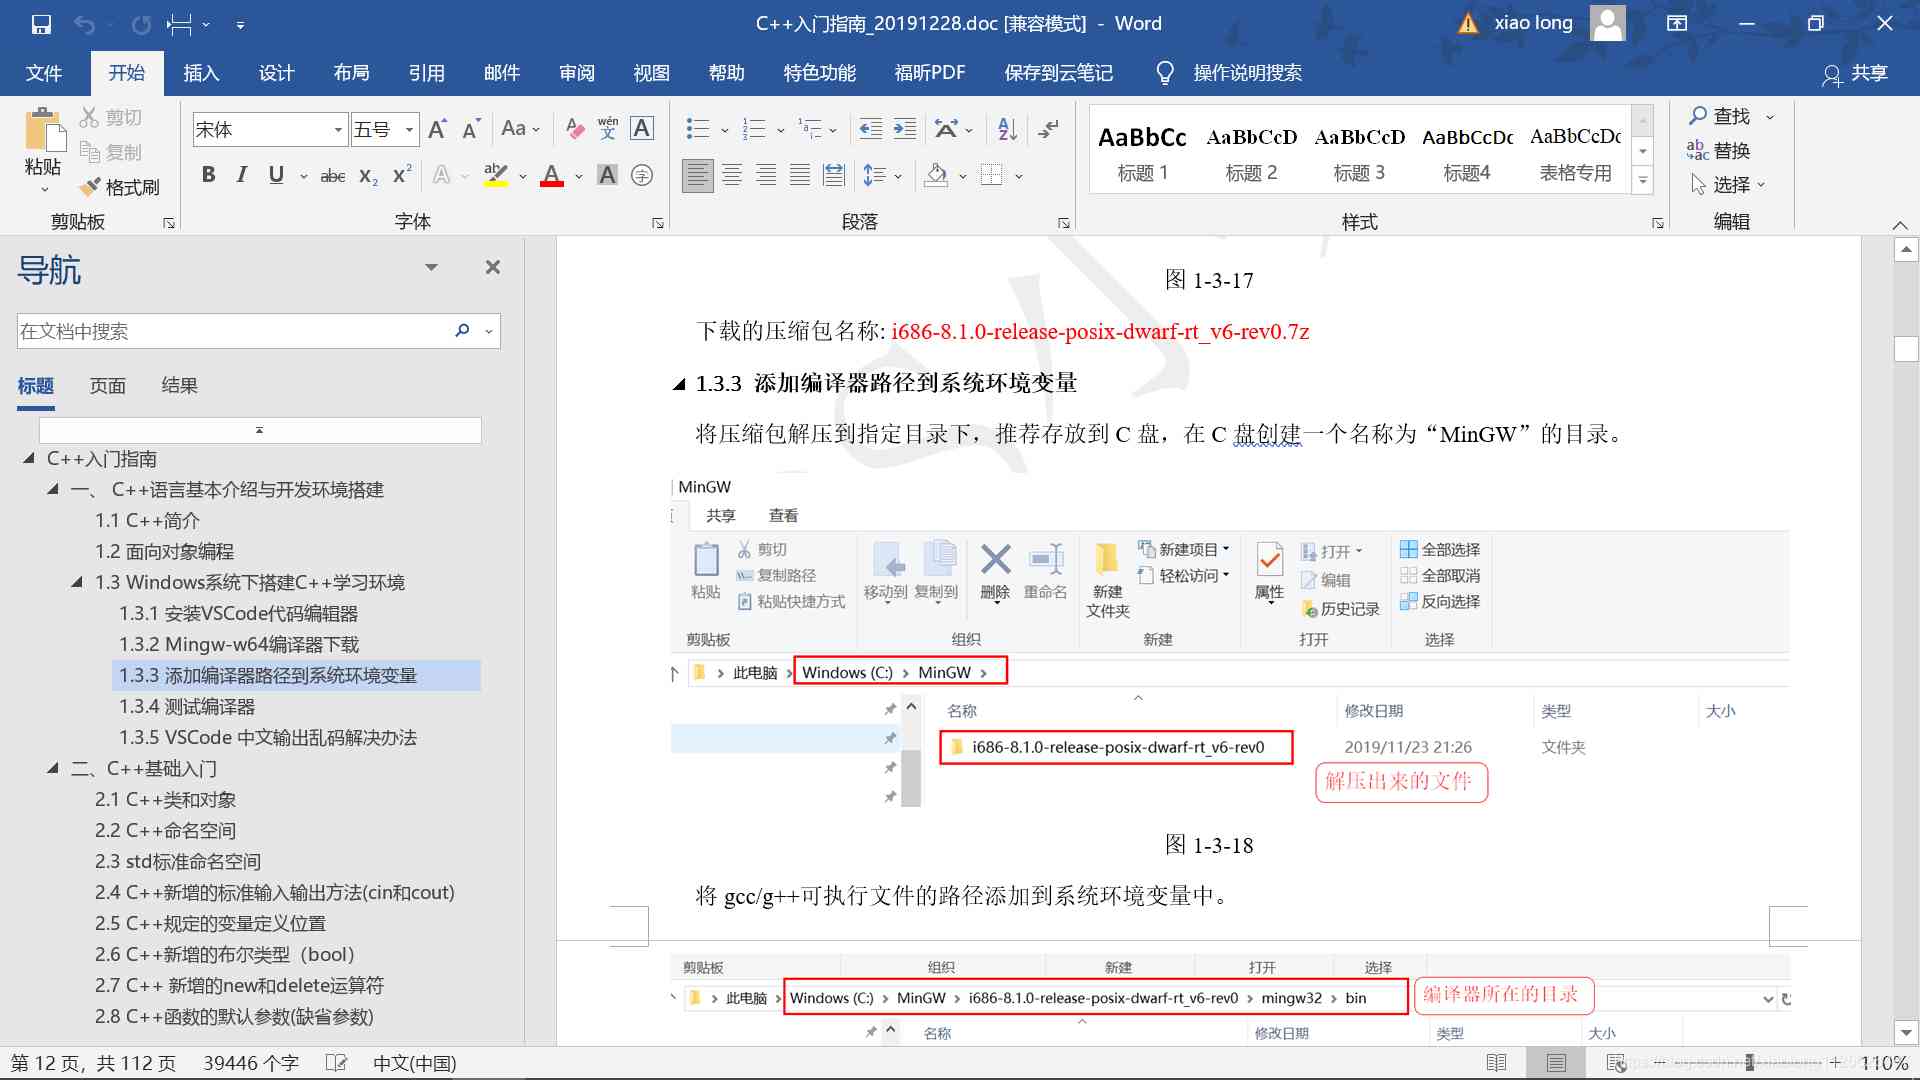 C++入门指南_20191228.doc [兼容模式] - Word
xiao long
文件 开始 插入 设计 布局 引用 邮件 审阅 视图 帮助 特色功能 福昕PDF 保存到云笔记 操作说明搜索 共享
粘贴 剪切 复制 格式刷
剪贴板
宋体 五号 Aa wén 文 A
B I U abc X₂ X² A ab A A 字
字体
段落
AaBbCc AaBbCcD AaBbCcD AaBbCcDc AaBbCcDc
标题 1 标题 2 标题 3 标题4 表格专用
样式
查找
替换
选择
编辑
导航
在文档中搜索
标题 页面 结果
C++入门指南
一、 C++语言基本介绍与开发环境搭建
1.1 C++简介
1.2 面向对象编程
1.3 Windows系统下搭建C++学习环境
1.3.1 安装VSCode代码编辑器
1.3.2 Mingw-w64编译器下载
1.3.3 添加编译器路径到系统环境变量
1.3.4 测试编译器
1.3.5 VSCode 中文输出乱码解决办法
二、C++基础入门
2.1 C++类和对象
2.2 C++命名空间
2.3 std标准命名空间
2.4 C++新增的标准输入输出方法(cin和cout)
2.5 C++规定的变量定义位置
2.6 C++新增的布尔类型（bool）
2.7 C++ 新增的new和delete运算符
2.8 C++函数的默认参数(缺省参数)
图 1-3-17
下载的压缩包名称: i686-8.1.0-release-posix-dwarf-rt_v6-rev0.7z
1.3.3 添加编译器路径到系统环境变量
将压缩包解压到指定目录下，推荐存放到 C 盘，在 C 盘创建一个名称为“MinGW”的目录。
MinGW
共享 查看
粘贴 剪切 复制路径 粘贴快捷方式
移动到 复制到 删除 重命名
新建文件夹 新建项目 轻松访问
属性 打开 编辑 历史记录
全部选择 全部取消 反向选择
剪贴板 组织 新建 打开 选择
此电脑 Windows (C:) MinGW
名称 修改日期 类型 大小
i686-8.1.0-release-posix-dwarf-rt_v6-rev0 2019/11/23 21:26 文件夹
解压出来的文件
图 1-3-18
将 gcc/g++可执行文件的路径添加到系统环境变量中。
剪贴板 组织 新建 打开 选择
此电脑 Windows (C:) MinGW i686-8.1.0-release-posix-dwarf-rt_v6-rev0 mingw32 bin
编译器所在的目录
名称 修改日期 类型 大小
第 12 页，共 112 页 39446 个字 中文(中国) 110%